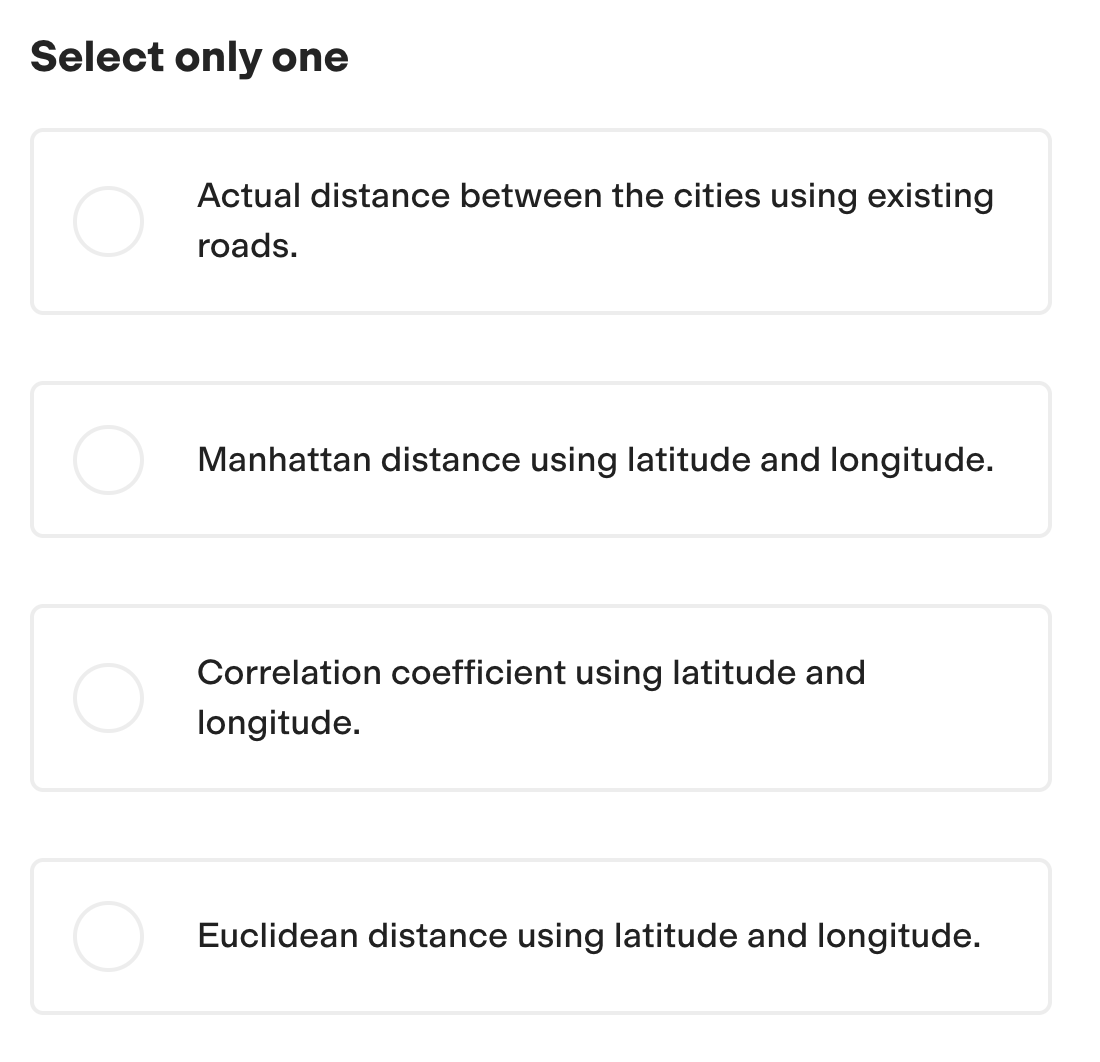 Select only one
Actual distance between the cities using existing
roads.
Manhattan distance using latitude and longitude.
Correlation coefficient using latitude and
longitude.
Euclidean distance using latitude and longitude.